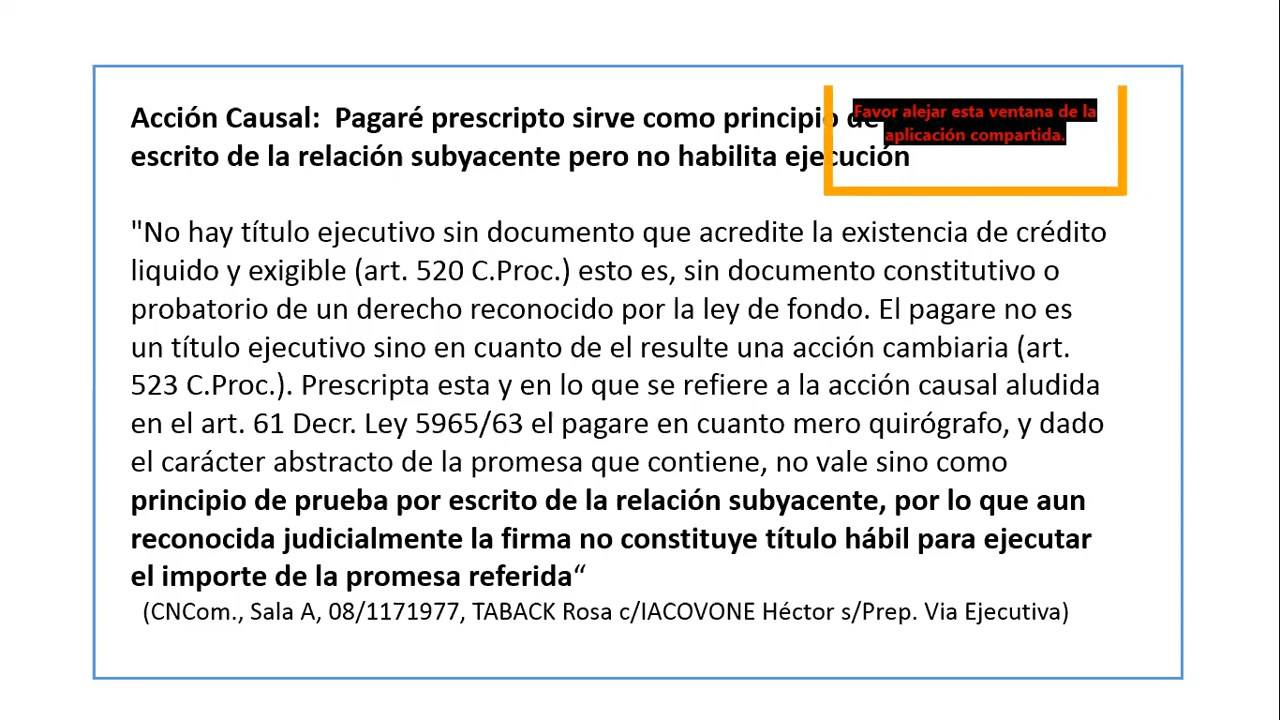 Acción Causal:  Pagaré prescripto sirve como principio de
Favor alejar esta ventana de la
aplicación compartida.
escrito de la relación subyacente pero no habilita ejecución
"No hay título ejecutivo sin documento que acredite la existencia de crédito
liquido y exigible (art. 520 C.Proc.) esto es, sin documento constitutivo o
probatorio de un derecho reconocido por la ley de fondo. El pagare no es
un título ejecutivo sino en cuanto de el resulte una acción cambiaria (art.
523 C.Proc.). Prescripta esta y en lo que se refiere a la acción causal aludida
en el art. 61 Decr. Ley 5965/63 el pagare en cuanto mero quirógrafo, y dado
el carácter abstracto de la promesa que contiene, no vale sino como
principio de prueba por escrito de la relación subyacente, por lo que aun
reconocida judicialmente la firma no constituye título hábil para ejecutar
el importe de la promesa referida“
(CNCom., Sala A, 08/1171977, TABACK Rosa c/IACOVONE Héctor s/Prep. Via Ejecutiva)